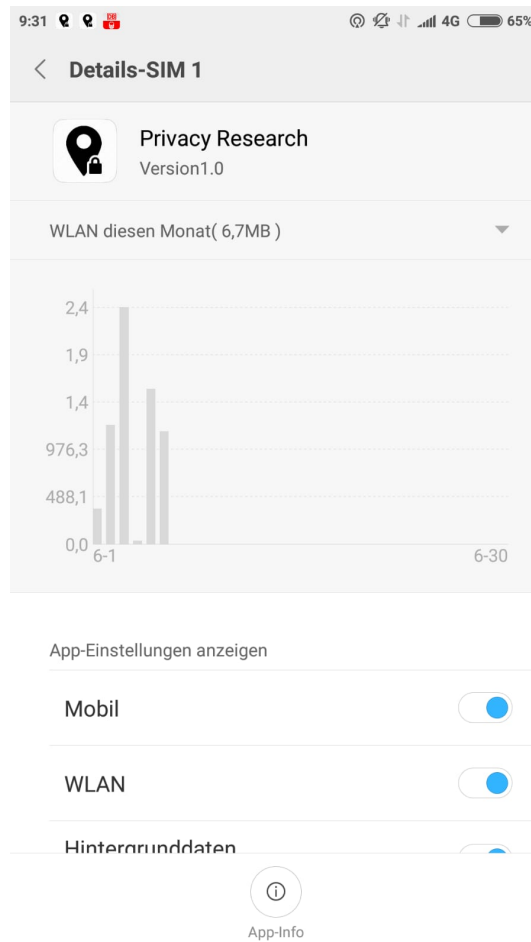 9:31 4G 65%
Details-SIM 1
Privacy Research
Version1.0
WLAN diesen Monat( 6,7MB )
2,4
1,9
1,4
976,3
488,1
0,0
6-1 6-30
App-Einstellungen anzeigen
Mobil
WLAN
Hintergrunddaten
App-Info